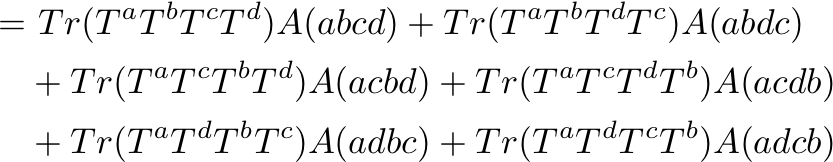 = Tr(T^a T^b T^c T^d)A(abcd) + Tr(T^a T^b T^d T^c)A(abdc)
+ Tr(T^a T^c T^b T^d)A(acbd) + Tr(T^a T^c T^d T^b)A(acdb)
+ Tr(T^a T^d T^b T^c)A(adbc) + Tr(T^a T^d T^c T^b)A(adcb)